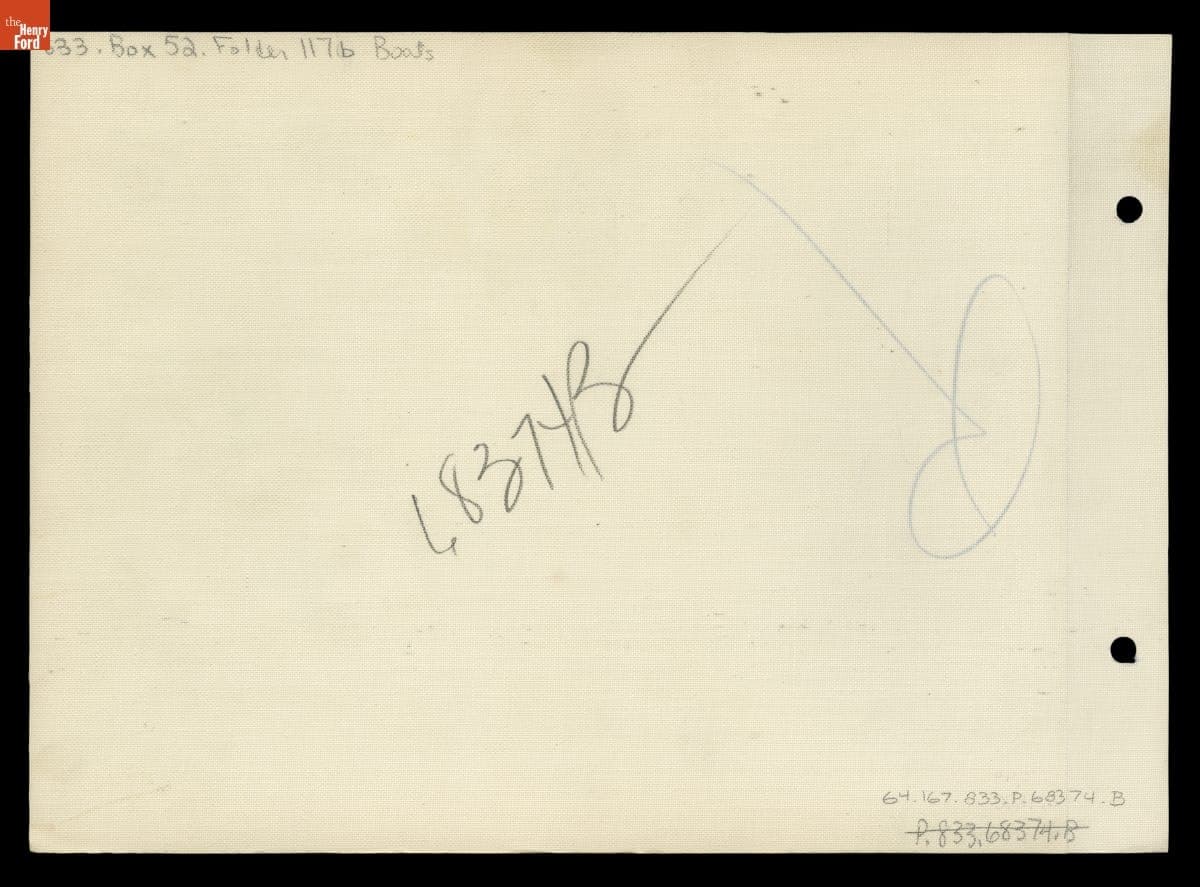 the
Henry
Ford
833. Box 52. Folder 117b Boats
68374B
64.167.833.P.68374.B
P.833.68374.B